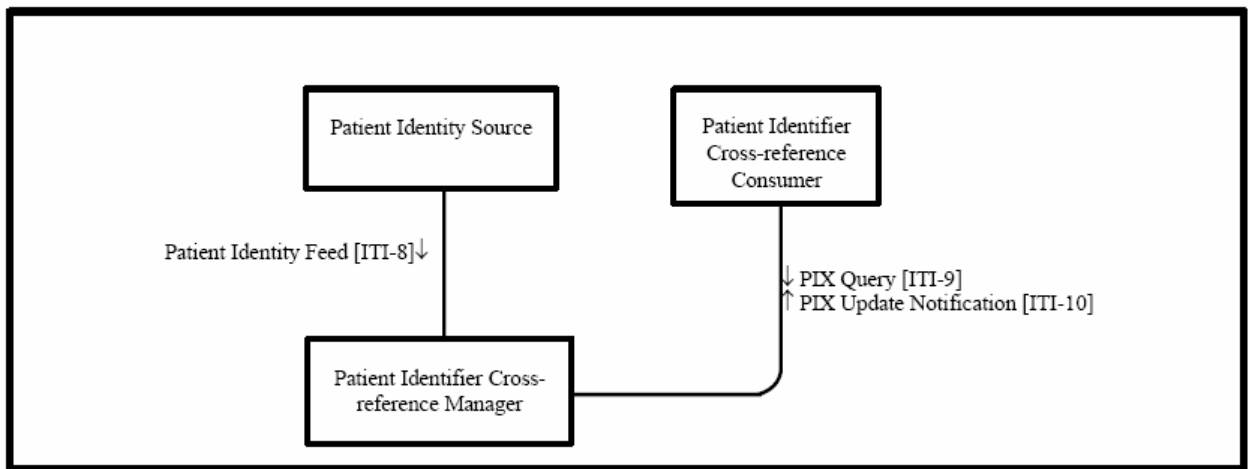 Patient Identity Source
Patient Identifier
Cross-reference
Consumer
Patient Identity Feed [ITI-8]↓
↓ PIX Query [ITI-9]
↑ PIX Update Notification [ITI-10]
Patient Identifier Cross-
reference Manager